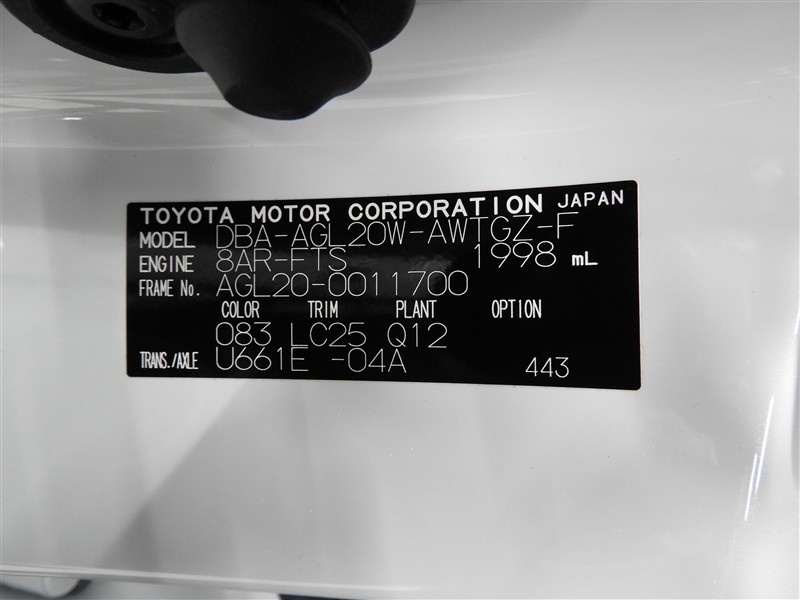 TOYOTA MOTOR CORPORATION JAPAN
MODEL DBA-AGL20W-AWTGZ-F
ENGINE 8AR-FTS 1998 mL
FRAME No. AGL20-0011700
COLOR TRIM PLANT OPTION
083 LC25 Q12
TRANS./AXLE U661E -04A 443